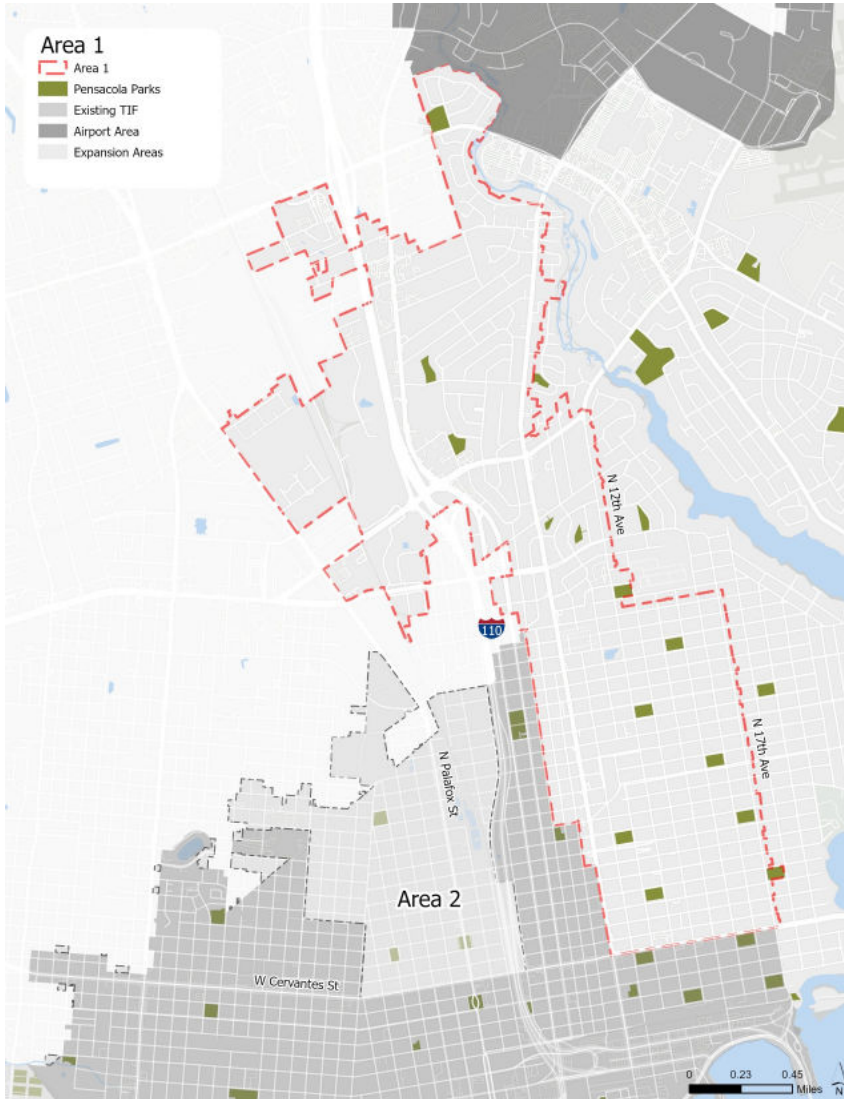 Area 1
Area 1
Pensacola Parks
Existing TIF
Airport Area
Expansion Areas
N 12th Ave
110
N 17th Ave
N Palafox St
Area 2
W Cervantes St
0 0.23 0.45
Miles
N